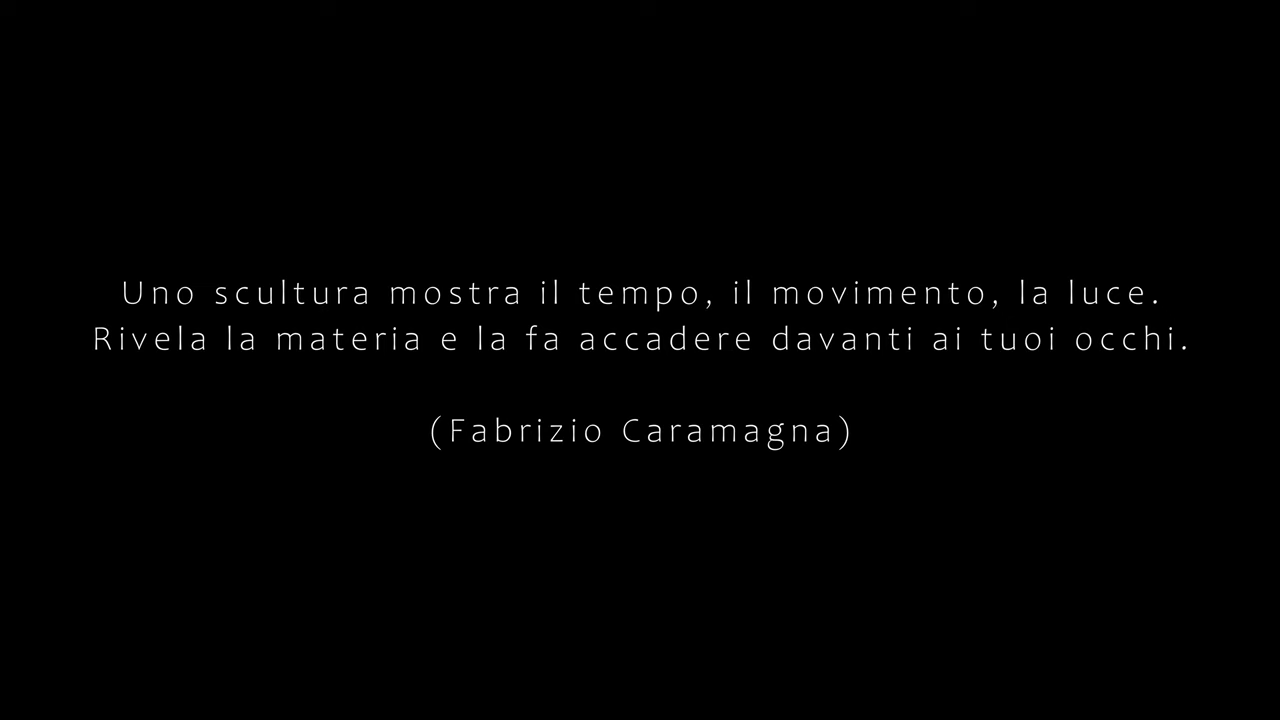 Uno scultura mostra il tempo, il movimento, la luce.
Rivela la materia e la fa accadere davanti ai tuoi occhi.
(Fabrizio Caramagna)